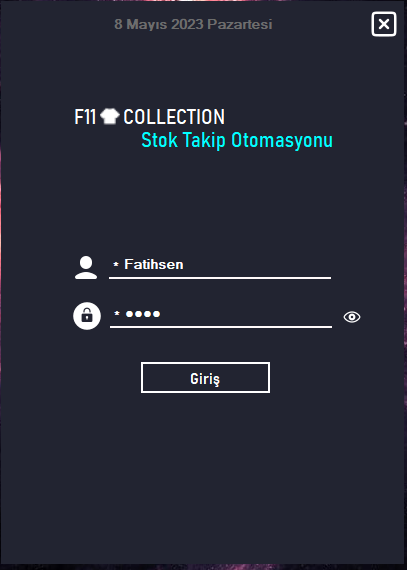 8 Mayıs 2023 Pazartesi
F11 COLLECTION
Stok Takip Otomasyonu
* Fatihsen
* ●●●●
Giriş